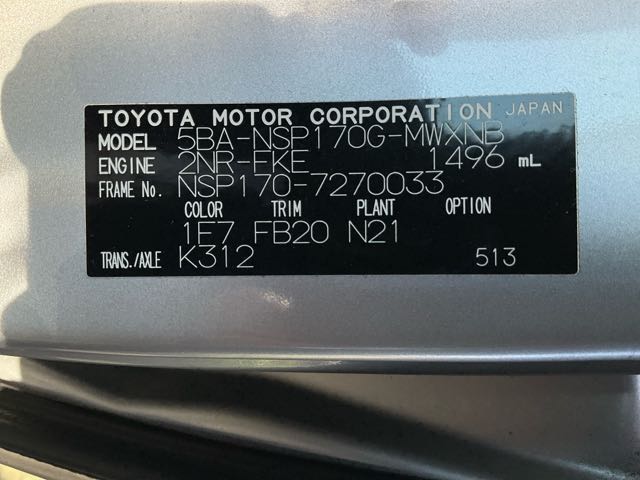 TOYOTA MOTOR CORPORATION JAPAN
MODEL 5BA-NSP170G-MWXNB
ENGINE 2NR-FKE 1496 mL
FRAME No. NSP170-7270033
COLOR TRIM PLANT OPTION
1E7 FB20 N21
TRANS./AXLE K312 513